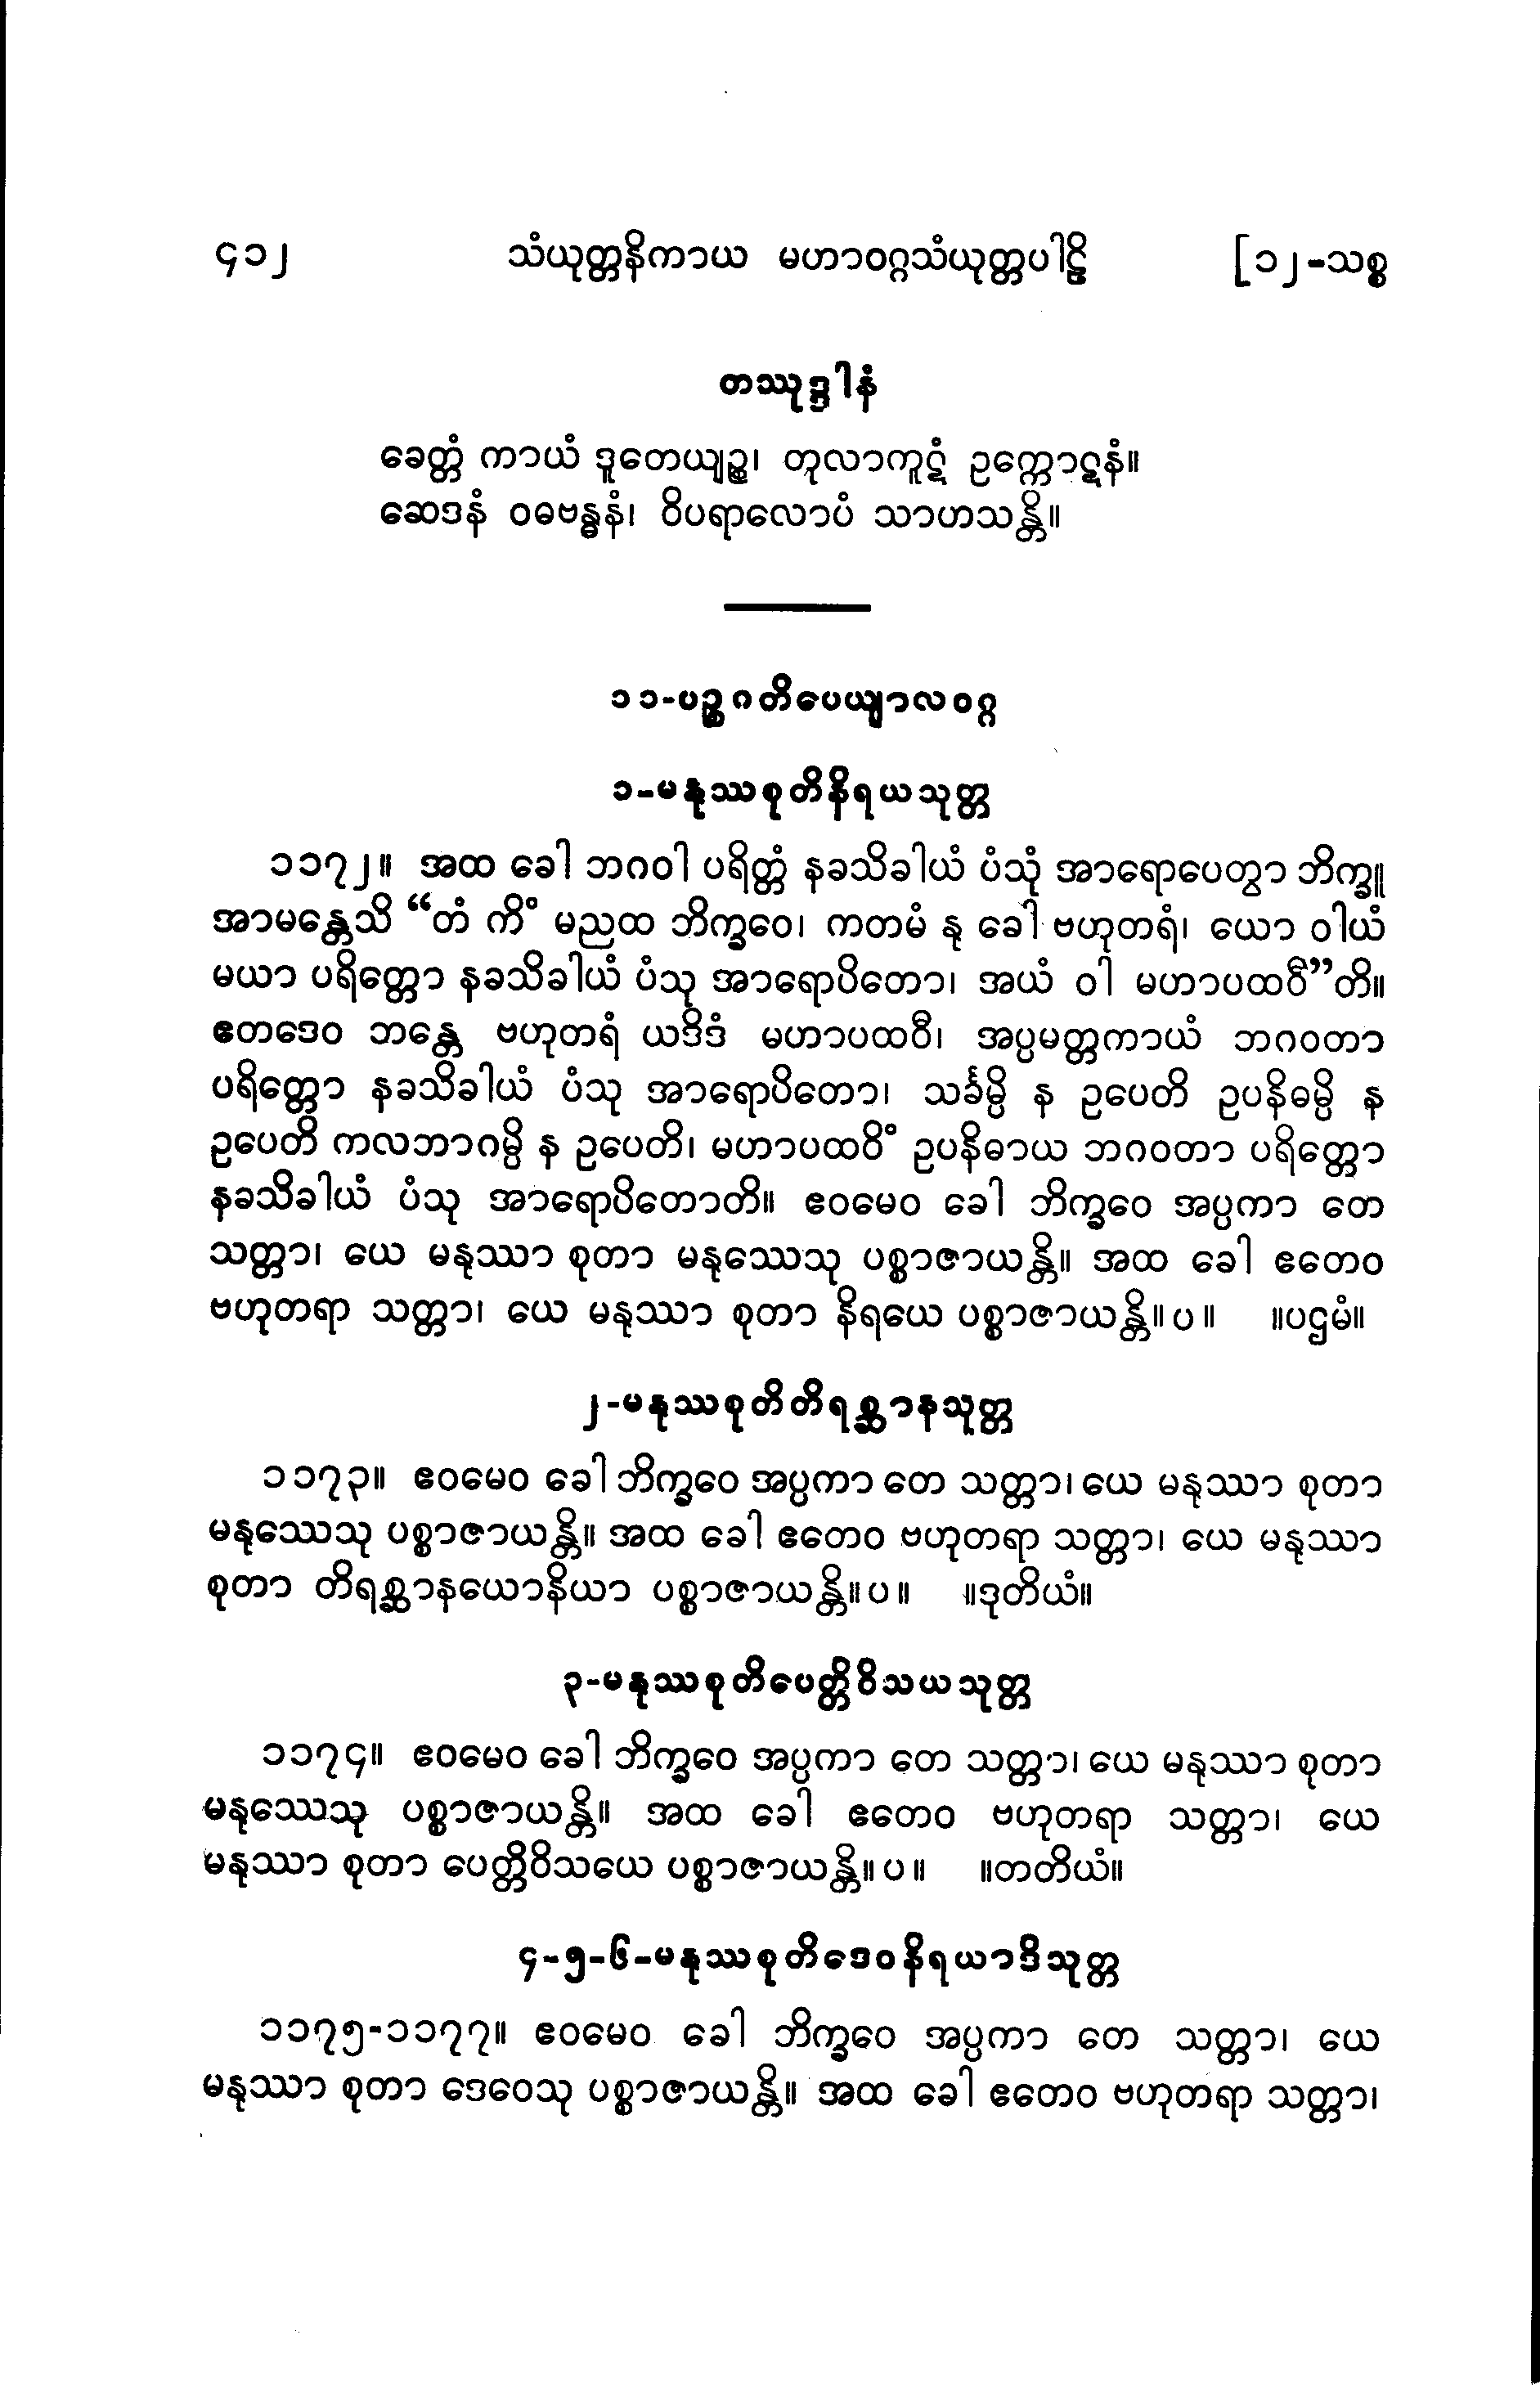 ၄၁၂ သံယုတ္တနိကာယ မဟာဝဂ္ဂသံယုတ္တပါဠိ [၁၂-သစ္စ
တဿုဒ္ဒါနံ
ခေတ္တံ ကာယံ ဒူတေယျဉ္စ၊ တုလာကူဋံ ဥက္ကောဋနံ။
ဆေဒနံ ဝဓဗန္ဓနံ၊ ဝိပရာလောပံ သာဟသန္တိ။
၁၁-ပဉ္စဂတိပေယျာလဝဂ္ဂ
၁-မနုဿစုတိနိရယသုတ္တ
၁၁၇၂။ အထ ခေါ ဘဂဝါ ပရိတ္တံ နခသိခါယံ ပံသုံ အာရောပေတွာ ဘိက္ခူ
အာမန္တေသိ “တံ ကိံ မညထ ဘိက္ခဝေ၊ ကတမံ နု ခေါ ဗဟုတရံ၊ ယော ဝါယံ
မယာ ပရိတ္တော နခသိခါယံ ပံသု အာရောပိတော၊ အယံ ဝါ မဟာပထဝီ”တိ။
ဧတဒေဝ ဘန္တေ ဗဟုတရံ ယဒိဒံ မဟာပထဝီ၊ အပ္ပမတ္တကာယံ ဘဂဝတာ
ပရိတ္တော နခသိခါယံ ပံသု အာရောပိတော၊ သင်္ခမ္ပိ န ဥပေတိ ဥပနိဓမ္ပိ န
ဥပေတိ ကလဘာဂမ္ပိ န ဥပေတိ၊ မဟာပထဝိံ ဥပနိဓာယ ဘဂဝတာ ပရိတ္တော
နခသိခါယံ ပံသု အာရောပိတောတိ။ ဧဝမေဝ ခေါ ဘိက္ခဝေ အပ္ပကာ တေ
သတ္တာ၊ ယေ မနုဿာ စုတာ မနုဿေသု ပစ္စာဇာယန္တိ။ အထ ခေါ ဧတေဝ
ဗဟုတရာ သတ္တာ၊ ယေ မနုဿာ စုတာ နိရယေ ပစ္စာဇာယန္တိ။ပ။ ။ပဌမံ။
၂-မနုဿစုတိတိရစ္ဆာနသုတ္တ
၁၁၇၃။ ဧဝမေဝ ခေါ ဘိက္ခဝေ အပ္ပကာ တေ သတ္တာ၊ ယေ မနုဿာ စုတာ
မနုဿေသု ပစ္စာဇာယန္တိ။ အထ ခေါ ဧတေဝ ဗဟုတရာ သတ္တာ၊ ယေ မနုဿာ
စုတာ တိရစ္ဆာနယောနိယာ ပစ္စာဇာယန္တိ။ပ။ ။ဒုတိယံ။
၃-မနုဿစုတိပေတ္တိဝိသယသုတ္တ
၁၁၇၄။ ဧဝမေဝ ခေါ ဘိက္ခဝေ အပ္ပကာ တေ သတ္တာ၊ ယေ မနုဿာ စုတာ
မနုဿေသု ပစ္စာဇာယန္တိ။ အထ ခေါ ဧတေဝ ဗဟုတရာ သတ္တာ၊ ယေ
မနုဿာ စုတာ ပေတ္တိဝိသယေ ပစ္စာဇာယန္တိ။ပ။ ။တတိယံ။
၄-၅-၆-မနုဿစုတိဒေဝနိရယာဒိသုတ္တ
၁၁၇၅-၁၁၇၇။ ဧဝမေဝ ခေါ ဘိက္ခဝေ အပ္ပကာ တေ သတ္တာ၊ ယေ
မနုဿာ စုတာ ဒေဝေသု ပစ္စာဇာယန္တိ။ အထ ခေါ ဧတေဝ ဗဟုတရာ သတ္တာ၊